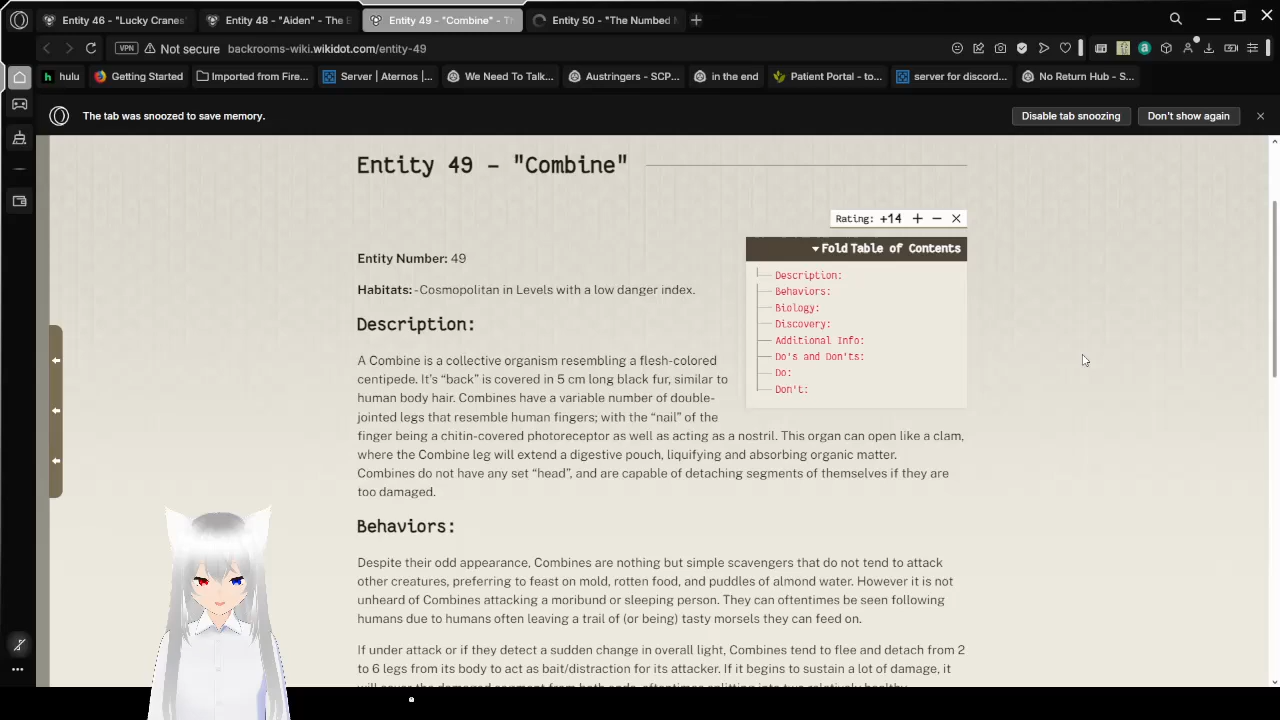 Entity 46 - "Lucky Cranes"
Entity 48 - "Aiden" - The B
Entity 49 - "Combine" - Th
Entity 50 - "The Numbed M
VPN
Not secure
backrooms-wiki.wikidot.com/entity-49
hulu
Getting Started
Imported from Fire...
Server | Aternos |...
We Need To Talk...
Austringers - SCP...
in the end
Patient Portal - to...
server for discord...
No Return Hub - S...
The tab was snoozed to save memory.
Disable tab snoozing
Don't show again
Entity 49 - "Combine"
Rating: +14 + − ×
Fold Table of Contents
Description:
Behaviors:
Biology:
Discovery:
Additional Info:
Do's and Don'ts:
Do:
Don't:
Entity Number: 49
Habitats: - Cosmopolitan in Levels with a low danger index.
Description:
A Combine is a collective organism resembling a flesh-colored
centipede. It's “back” is covered in 5 cm long black fur, similar to
human body hair. Combines have a variable number of double-
jointed legs that resemble human fingers; with the “nail” of the
finger being a chitin-covered photoreceptor as well as acting as a nostril. This organ can open like a clam,
where the Combine leg will extend a digestive pouch, liquifying and absorbing organic matter.
Combines do not have any set “head”, and are capable of detaching segments of themselves if they are
too damaged.
Behaviors:
Despite their odd appearance, Combines are nothing but simple scavengers that do not tend to attack
other creatures, preferring to feast on mold, rotten food, and puddles of almond water. However it is not
unheard of Combines attacking a moribund or sleeping person. They can oftentimes be seen following
humans due to humans often leaving a trail of (or being) tasty morsels they can feed on.
If under attack or if they detect a sudden change in overall light, Combines tend to flee and detach from 2
to 6 legs from its body to act as bait/distraction for its attacker. If it begins to sustain a lot of damage, it